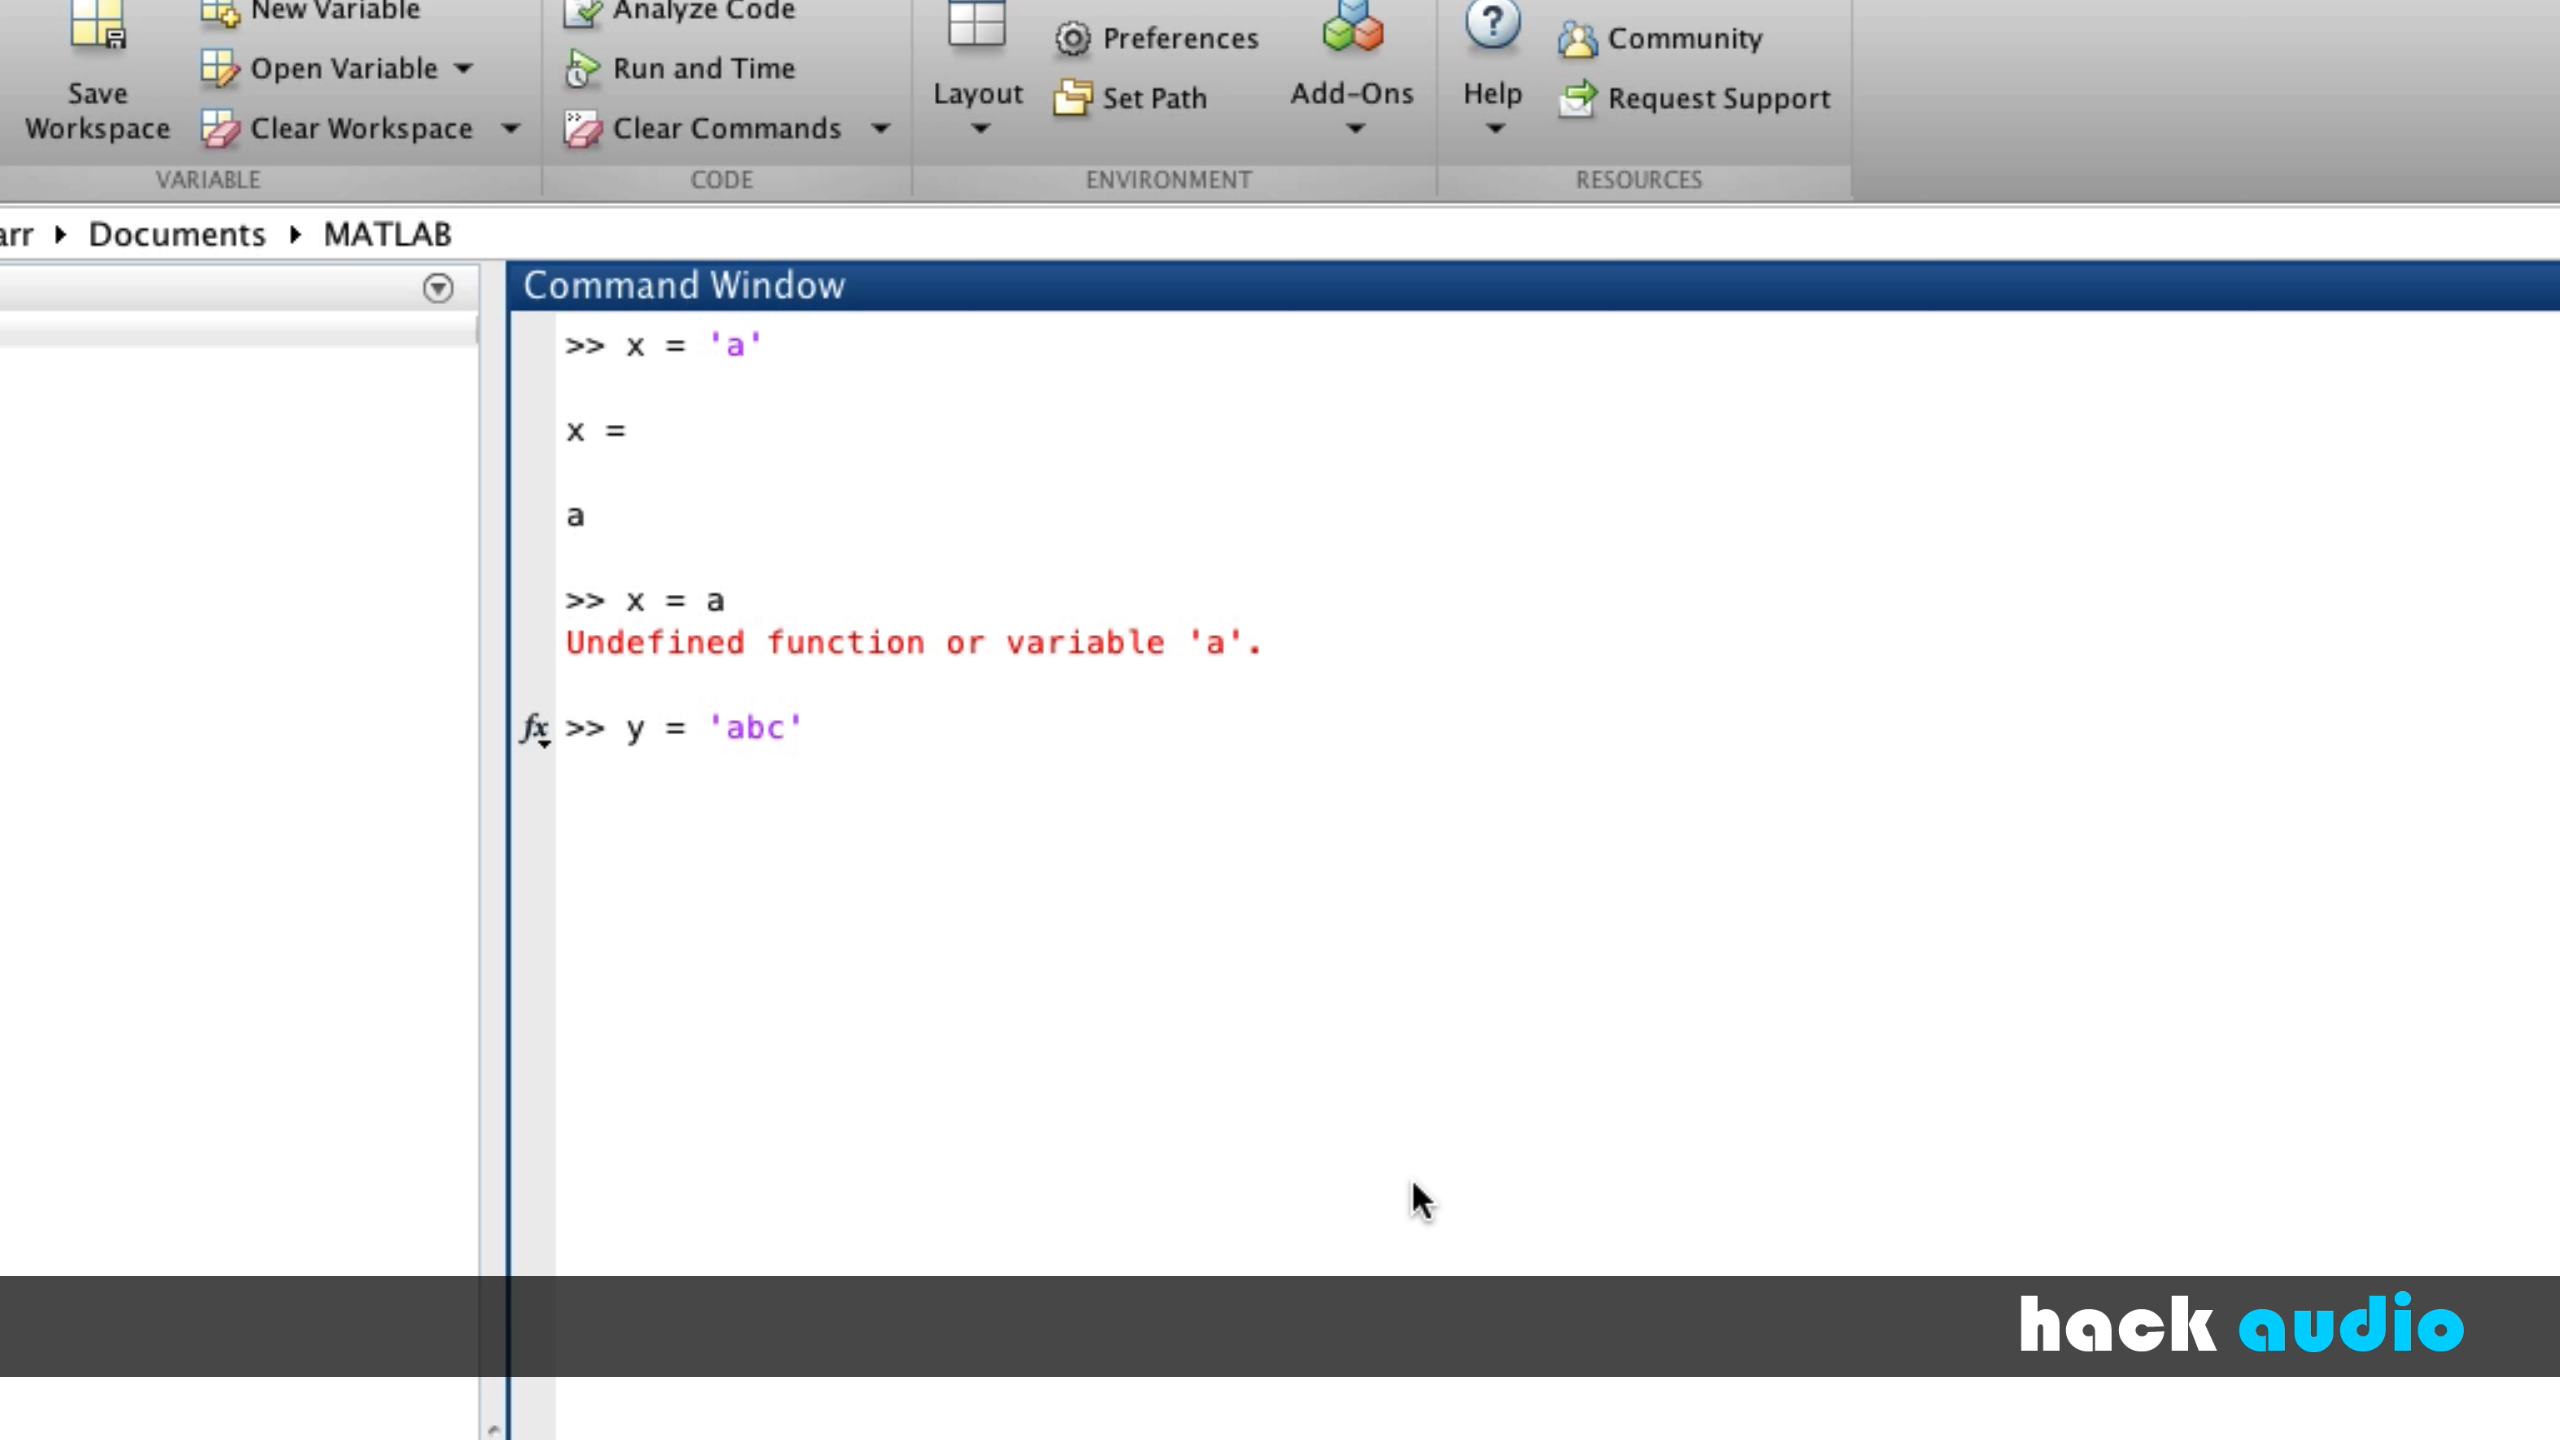 New Variable
Analyze Code
Preferences
Community
Open Variable
Run and Time
Save
Workspace
Layout
Set Path
Add-Ons
Help
Request Support
Clear Workspace
Clear Commands
VARIABLE
CODE
ENVIRONMENT
RESOURCES
arr ▸ Documents ▸ MATLAB
Command Window
>> x = 'a'
x =
a
>> x = a
Undefined function or variable 'a'.
fx >> y = 'abc'
hack audio